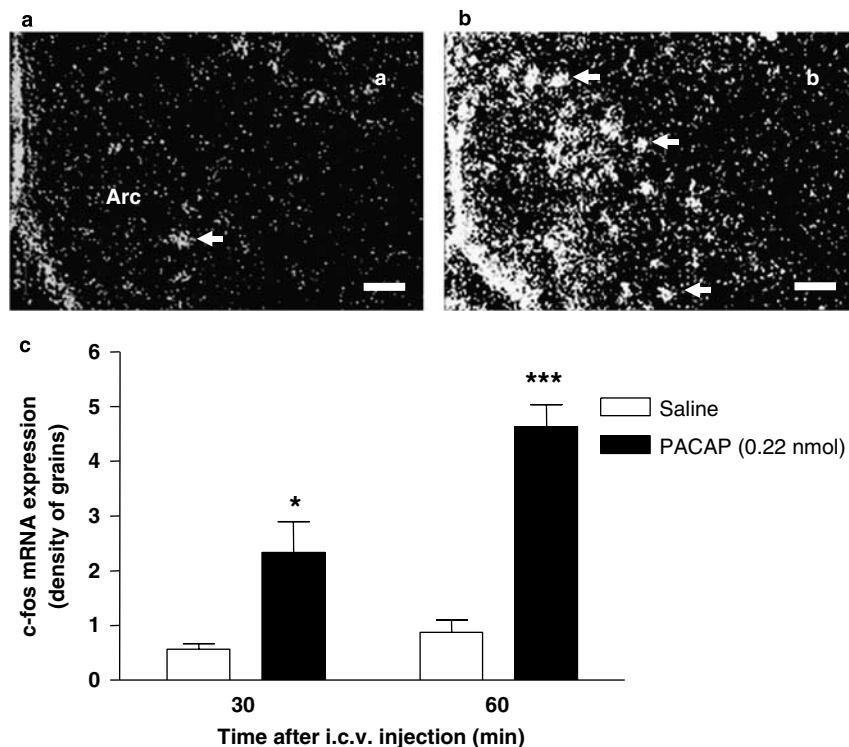 a
b
a
b
Arc
c
c-fos mRNA expression
(density of grains)
6
5
4
3
2
1
0
*
***
Saline
PACAP (0.22 nmol)
30
60
Time after i.c.v. injection (min)